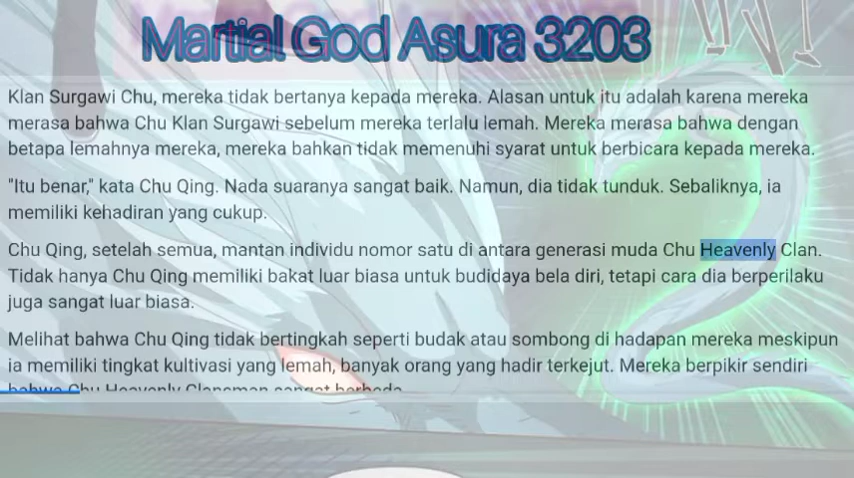 Martial God Asura 3203
Klan Surgawi Chu, mereka tidak bertanya kepada mereka. Alasan untuk itu adalah karena mereka
merasa bahwa Chu Klan Surgawi sebelum mereka terlalu lemah. Mereka merasa bahwa dengan
betapa lemahnya mereka, mereka bahkan tidak memenuhi syarat untuk berbicara kepada mereka.
"Itu benar," kata Chu Qing. Nada suaranya sangat baik. Namun, dia tidak tunduk. Sebaliknya, ia
memiliki kehadiran yang cukup.
Chu Qing, setelah semua, mantan individu nomor satu di antara generasi muda Chu Heavenly Clan.
Tidak hanya Chu Qing memiliki bakat luar biasa untuk budidaya bela diri, tetapi cara dia berperilaku
juga sangat luar biasa.
Melihat bahwa Chu Qing tidak bertingkah seperti budak atau sombong di hadapan mereka meskipun
ia memiliki tingkat kultivasi yang lemah, banyak orang yang hadir terkejut. Mereka berpikir sendiri
bahwa Chu Heavenly Clansman sangat berbeda